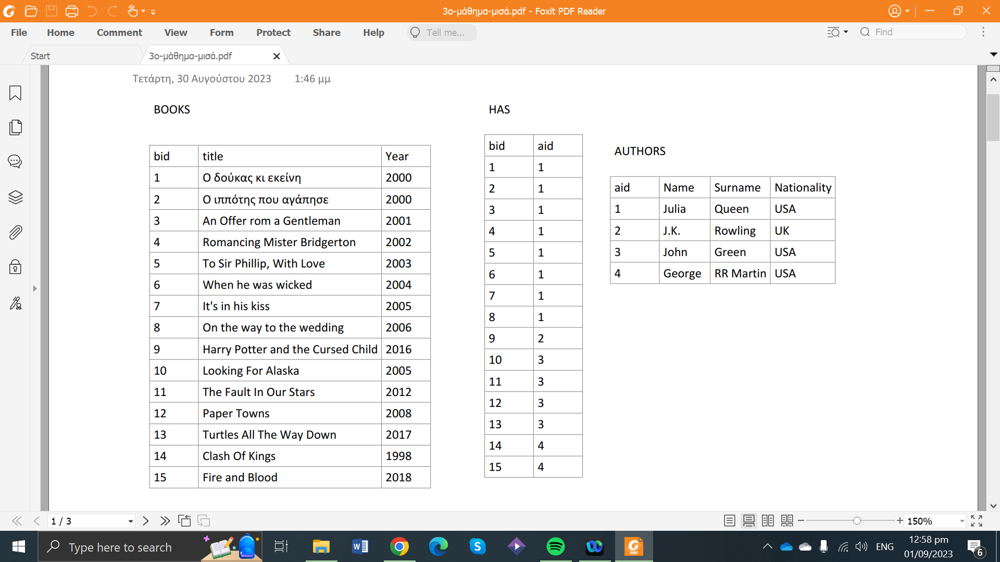 3ο-μάθημα-μισά.pdf - Foxit PDF Reader
File Home Comment View Form Protect Share Help Tell me... Find
Start 3ο-μάθημα-μισά.pdf
Τετάρτη, 30 Αυγούστου 2023 1:46 μμ
BOOKS
bid title Year
1 Ο δούκας κι εκείνη 2000
2 Ο ιππότης που αγάπησε 2000
3 An Offer rom a Gentleman 2001
4 Romancing Mister Bridgerton 2002
5 To Sir Phillip, With Love 2003
6 When he was wicked 2004
7 It's in his kiss 2005
8 On the way to the wedding 2006
9 Harry Potter and the Cursed Child 2016
10 Looking For Alaska 2005
11 The Fault In Our Stars 2012
12 Paper Towns 2008
13 Turtles All The Way Down 2017
14 Clash Of Kings 1998
15 Fire and Blood 2018
HAS
bid aid
1 1
2 1
3 1
4 1
5 1
6 1
7 1
8 1
9 2
10 3
11 3
12 3
13 3
14 4
15 4
AUTHORS
aid Name Surname Nationality
1 Julia Queen USA
2 J.K. Rowling UK
3 John Green USA
4 George RR Martin USA
1 / 3 150%
Type here to search ENG 12:58 pm
01/09/2023 6